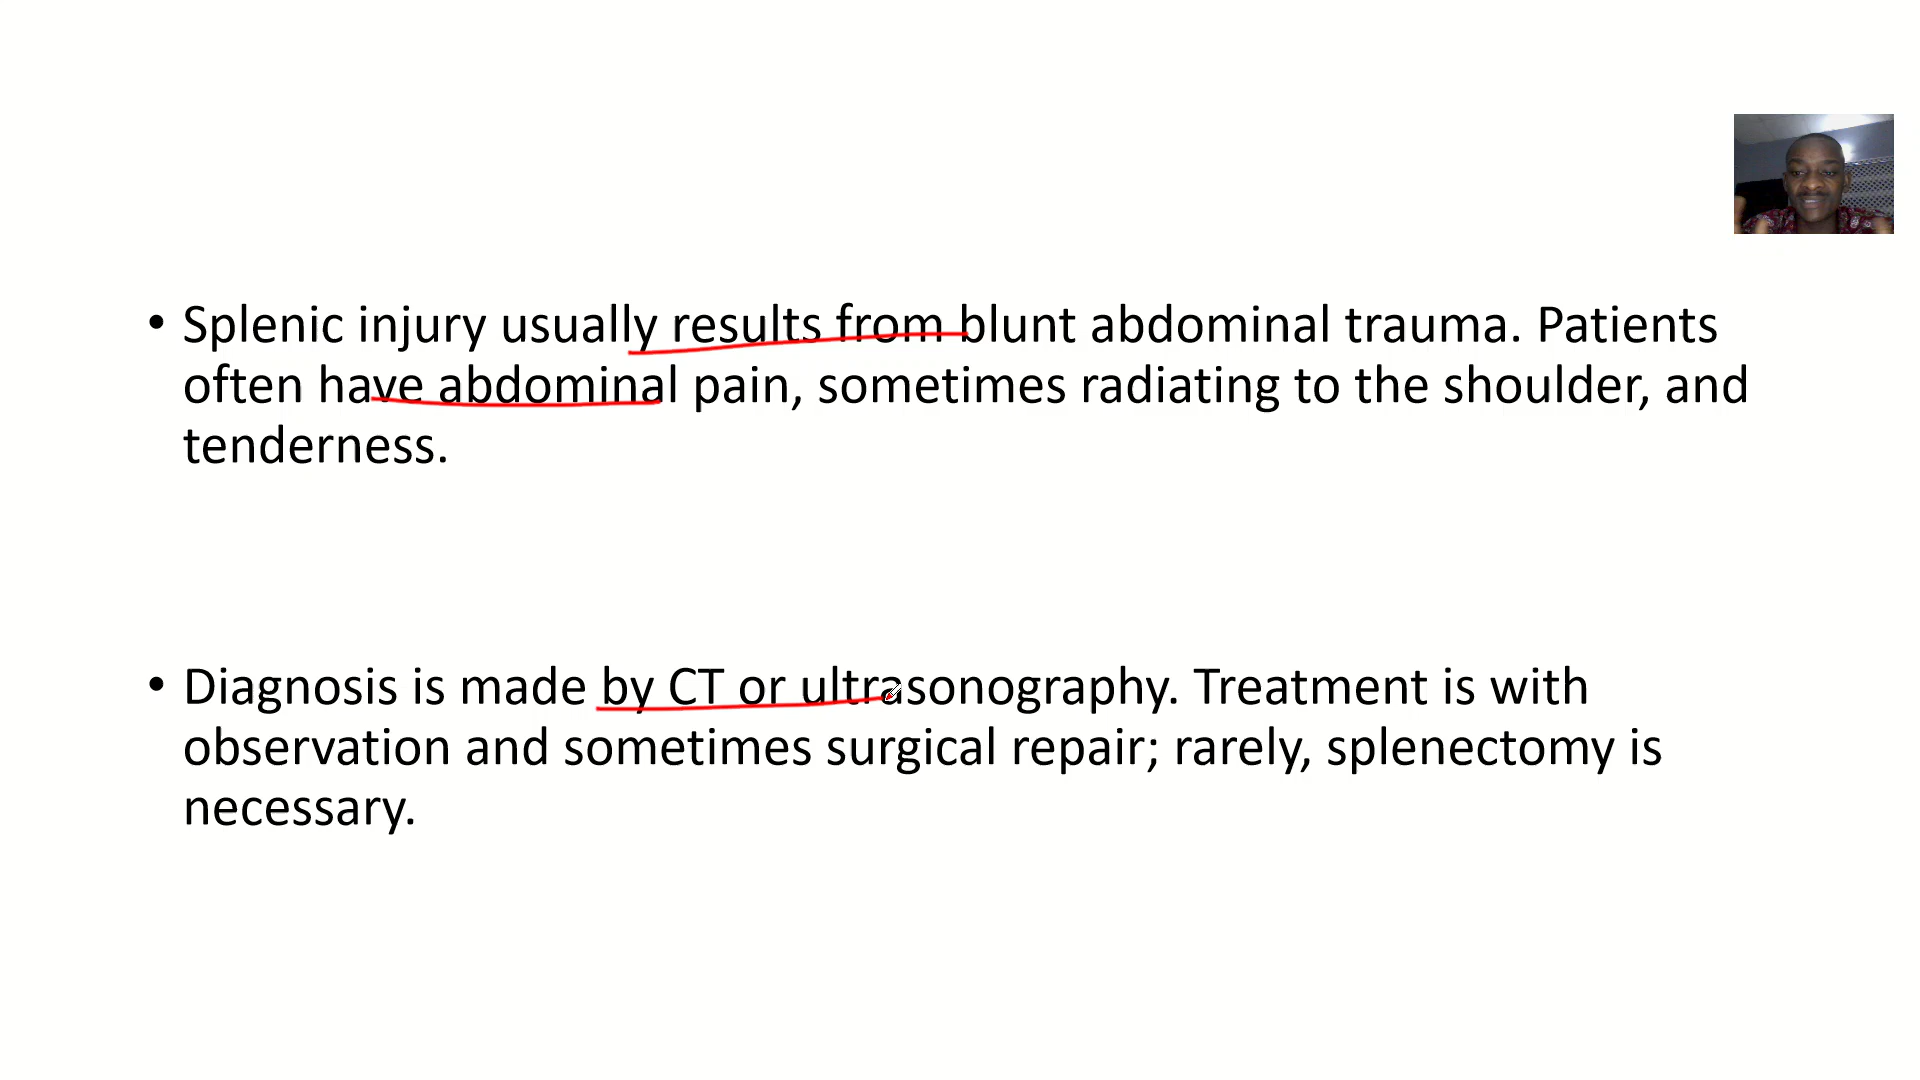 • Splenic injury usually results from blunt abdominal trauma. Patients
often have abdominal pain, sometimes radiating to the shoulder, and
tenderness.
• Diagnosis is made by CT or ultrasonography. Treatment is with
observation and sometimes surgical repair; rarely, splenectomy is
necessary.